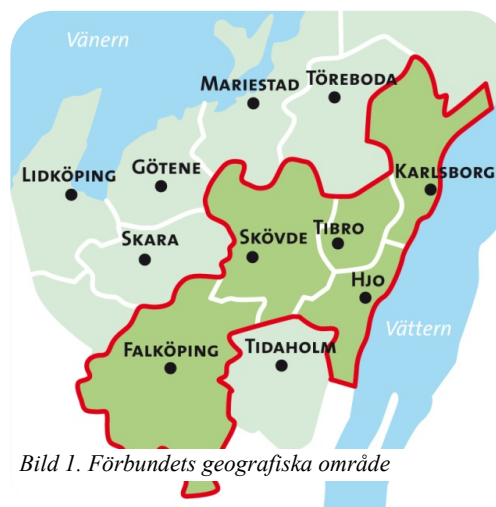 Vänern
MARIESTAD
TÖREBODA
LIDKÖPING
GÖTENE
KARLSBORG
SKARA
SKÖVDE
TIBRO
HJO
Vättern
FALKÖPING
TIDAHOLM
Bild 1. Förbundets geografiska område